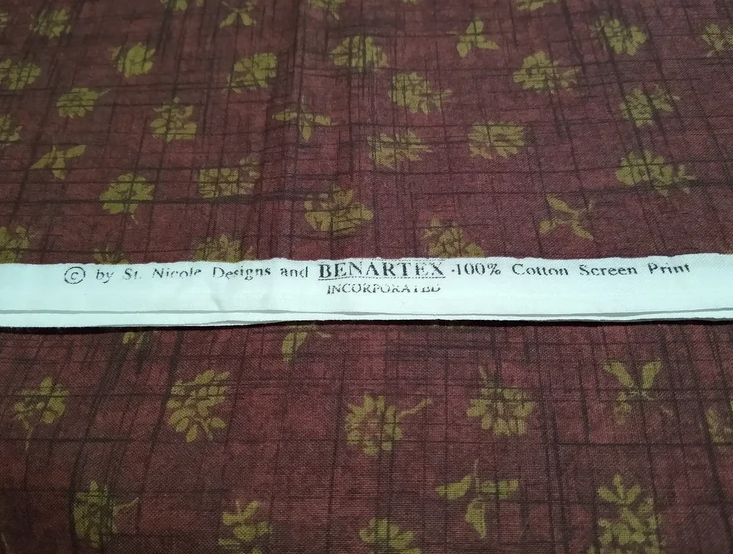 © by St. Nicole Designs and BENARTEX -100% Cotton Screen Print
INCORPORATED